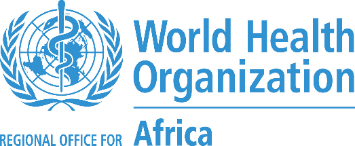 World Health
Organization
REGIONAL OFFICE FOR Africa